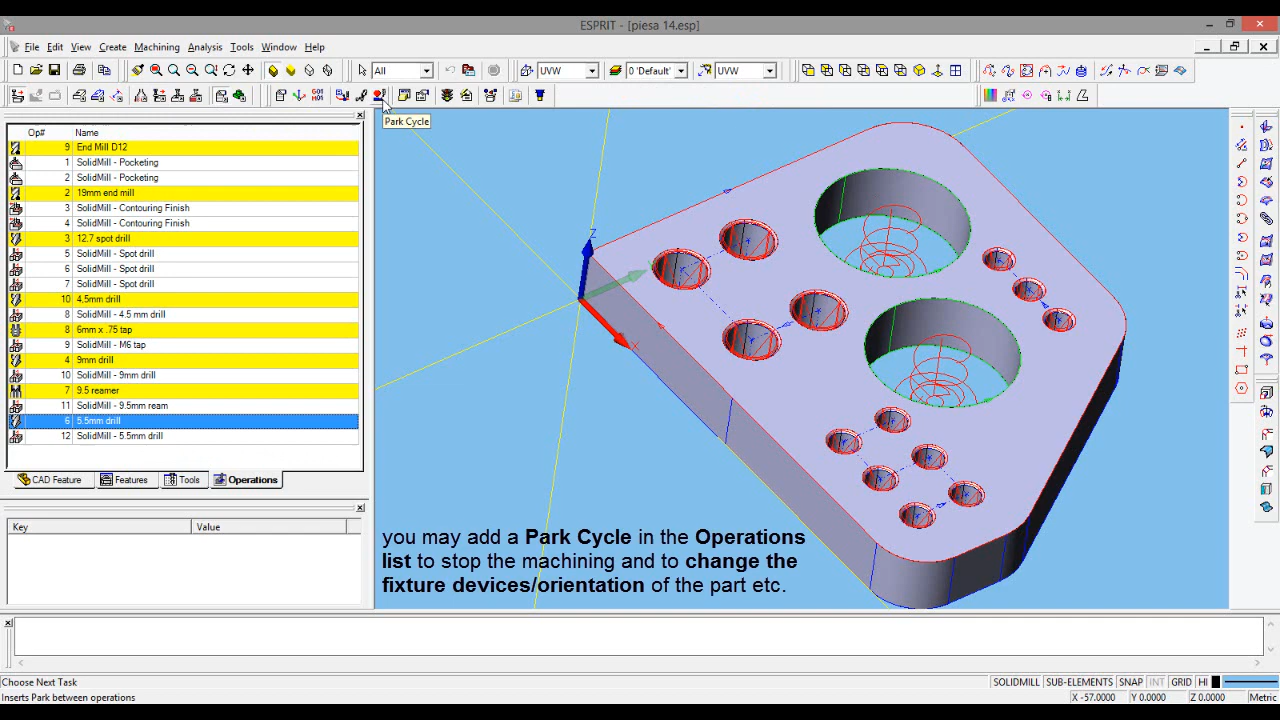 ESPRIT - [piesa 14.esp]
File Edit View Create Machining Analysis Tools Window Help
All UVW 0 'Default' UVW
Park Cycle
Op# Name
9 End Mill D12
1 SolidMill - Pocketing
2 SolidMill - Pocketing
2 19mm end mill
3 SolidMill - Contouring Finish
4 SolidMill - Contouring Finish
3 12.7 spot drill
5 SolidMill - Spot drill
6 SolidMill - Spot drill
7 SolidMill - Spot drill
10 4.5mm drill
8 SolidMill - 4.5 mm drill
8 6mm x .75 tap
9 SolidMill - M6 tap
4 9mm drill
10 SolidMill - 9mm drill
7 9.5 reamer
11 SolidMill - 9.5mm ream
6 5.5mm drill
12 SolidMill - 5.5mm drill
CAD Feature Features Tools Operations
Key Value
Z
X
you may add a Park Cycle in the Operations
list to stop the machining and to change the
fixture devices/orientation of the part etc.
Choose Next Task SOLIDMILL SUB-ELEMENTS SNAP INT GRID HI
Inserts Park between operations X -57.0000 Y 0.0000 Z 0.0000 Metric